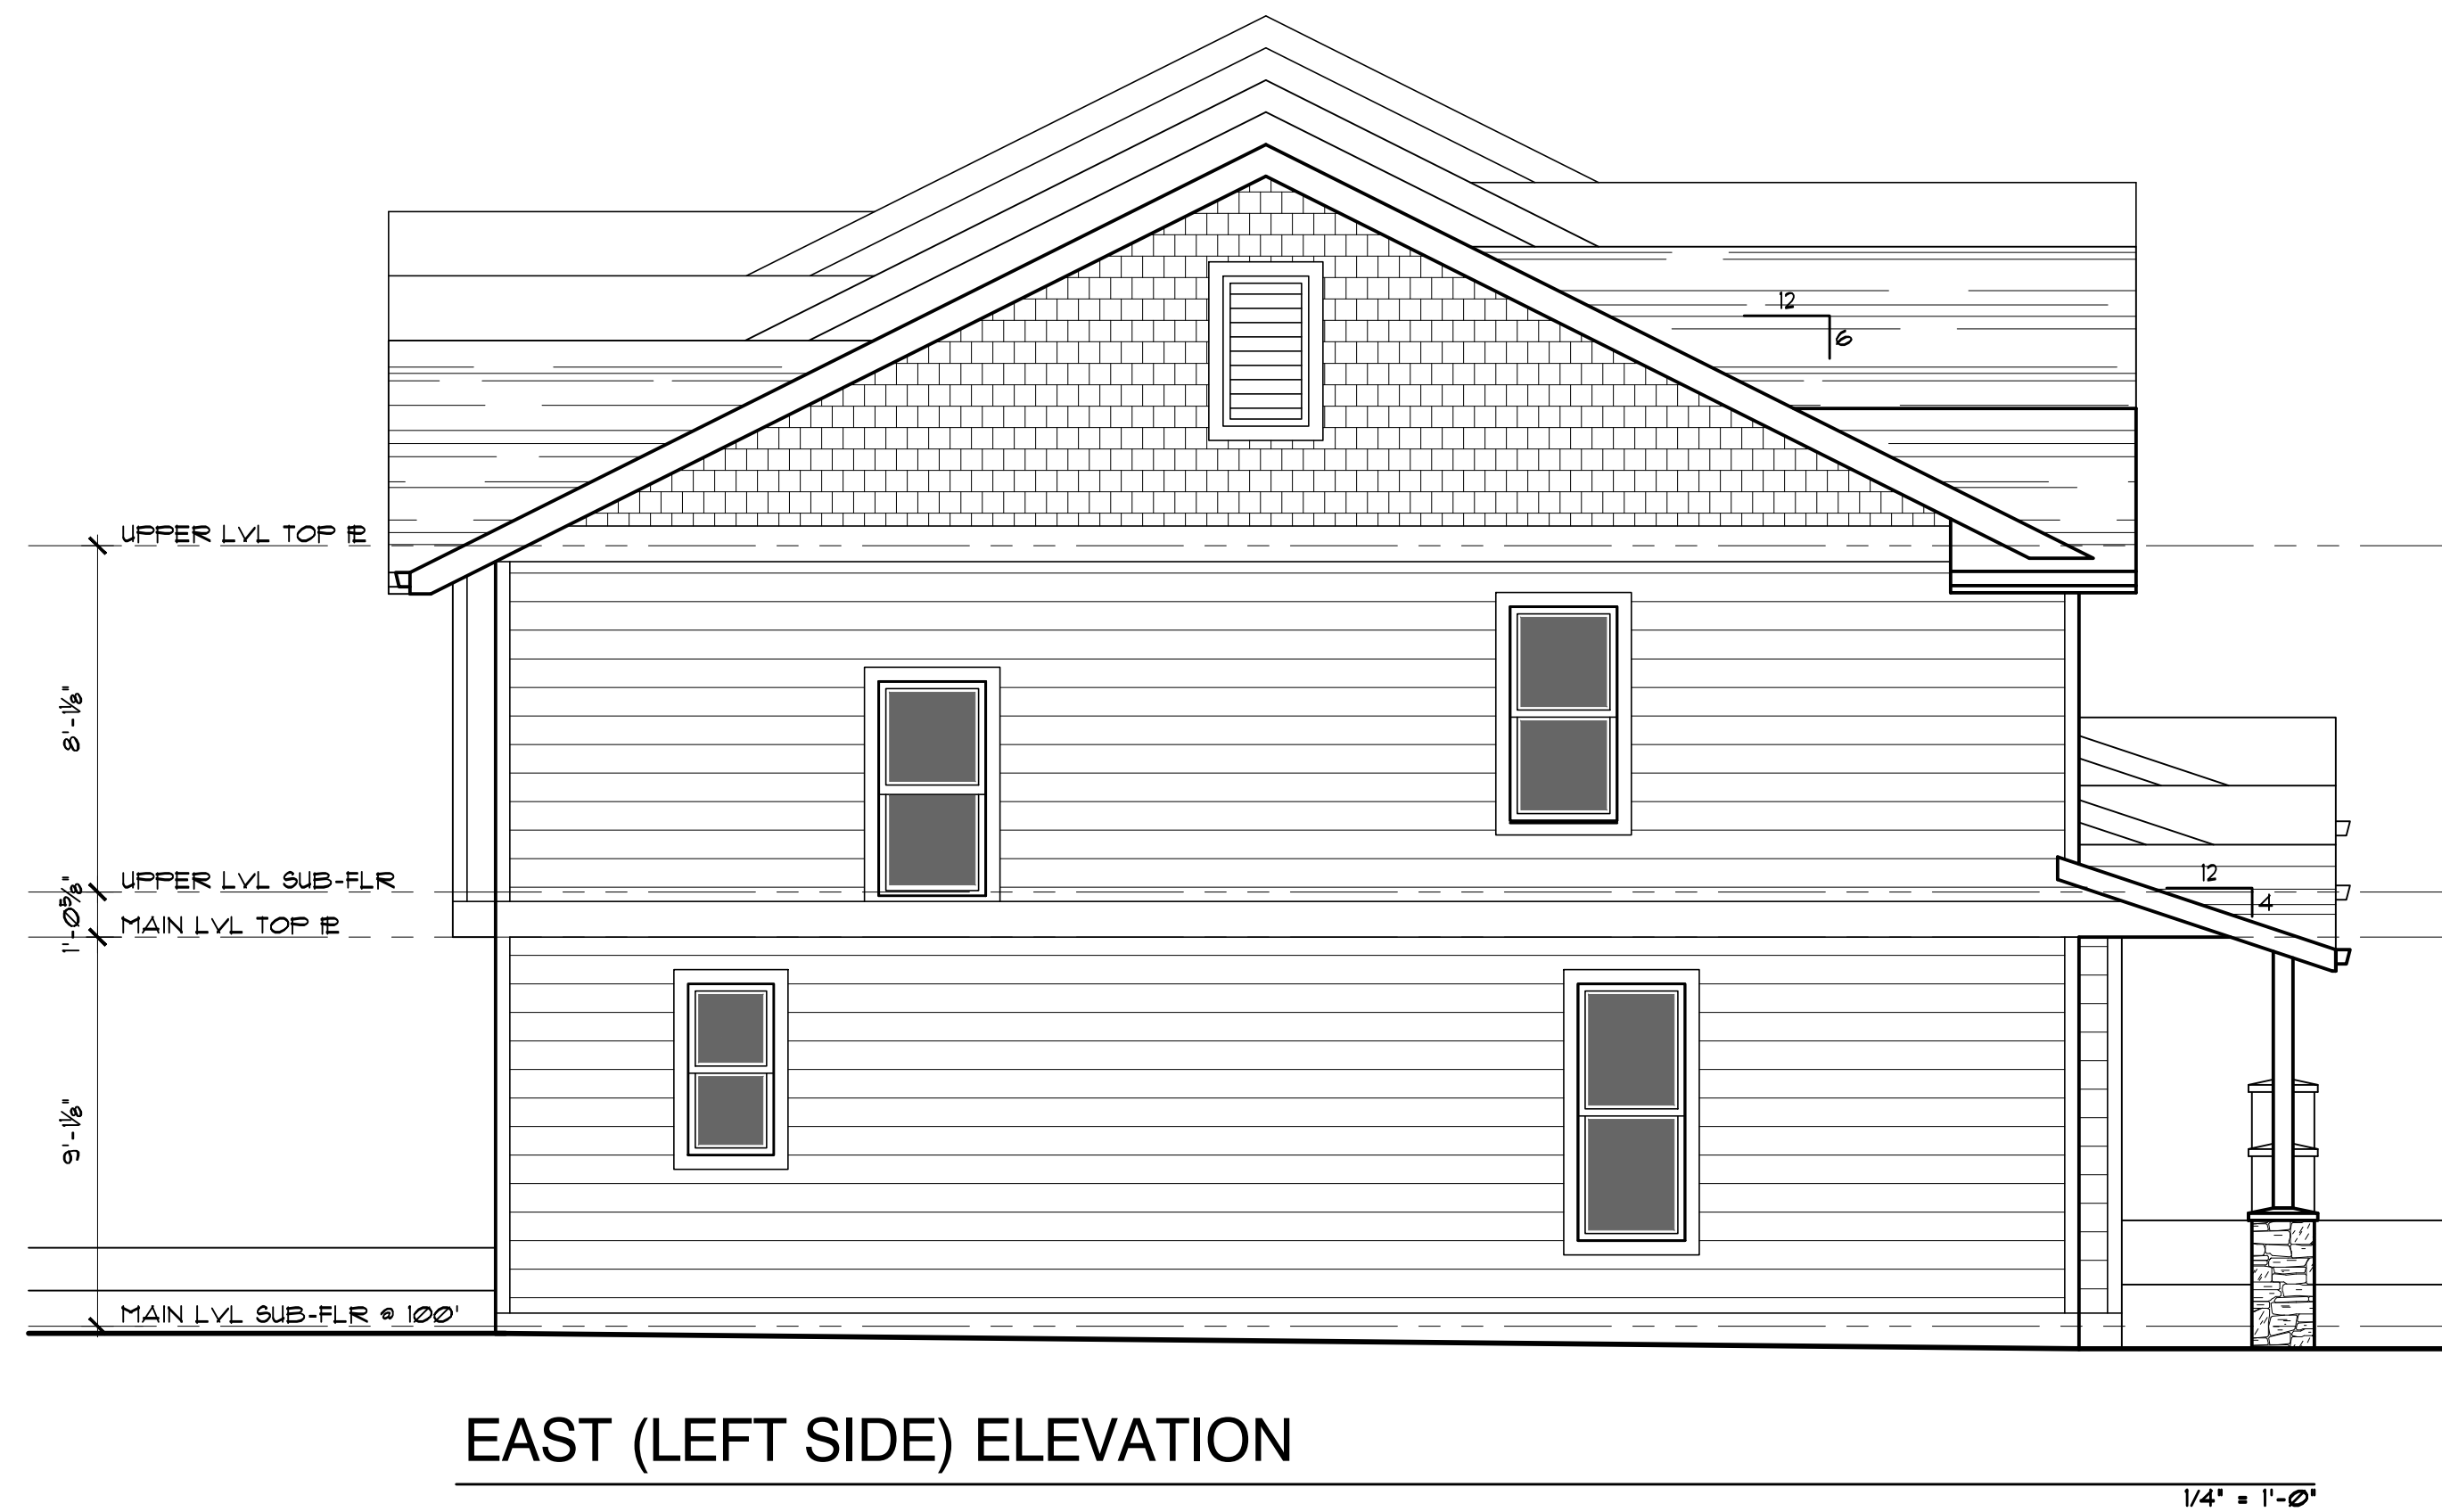 12
6
UPPER LVL TOP PL
8'-1⅛"
UPPER LVL SUB-FLR
1'-0⅝"
MAIN LVL TOP PL
12
4
9'-1⅛"
MAIN LVL SUB-FLR @ 100'
EAST (LEFT SIDE) ELEVATION
1/4" = 1'-0"